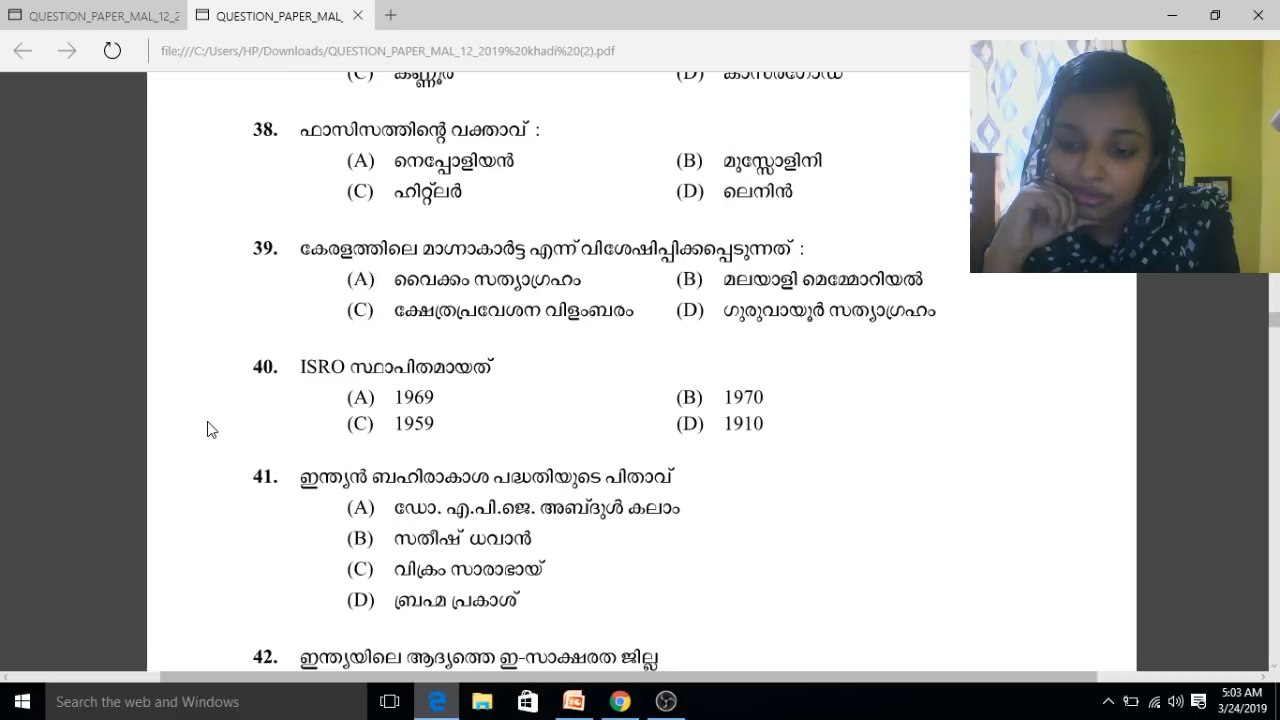 QUESTION_PAPER_MAL_12_2
QUESTION_PAPER_MAL_
file:///C:/Users/HP/Downloads/QUESTION_PAPER_MAL_12_2019%20khadi%20(2).pdf
(C) കണ്ണൂർ (D) കാസർഗോഡ്
38. ഫാസിസത്തിന്റെ വക്താവ് :
(A) നെപ്പോളിയൻ (B) മുസ്സോളിനി
(C) ഹിറ്റ്ലർ (D) ലെനിൻ
39. കേരളത്തിലെ മാഗ്നാകാർട്ട എന്ന് വിശേഷിപ്പിക്കപ്പെടുന്നത് :
(A) വൈക്കം സത്യാഗ്രഹം (B) മലയാളി മെമ്മോറിയൽ
(C) ക്ഷേത്രപ്രവേശന വിളംബരം (D) ഗുരുവായൂർ സത്യാഗ്രഹം
40. ISRO സ്ഥാപിതമായത്
(A) 1969 (B) 1970
(C) 1959 (D) 1910
41. ഇന്ത്യൻ ബഹിരാകാശ പദ്ധതിയുടെ പിതാവ്
(A) ഡോ. എ.പി.ജെ. അബ്ദുൾ കലാം
(B) സതീഷ് ധവാൻ
(C) വിക്രം സാരാഭായ്
(D) ബ്രഹ്മ പ്രകാശ്
42. ഇന്ത്യയിലെ ആദ്യത്തെ ഇ-സാക്ഷരത ജില്ല
Search the web and Windows
5:03 AM
3/24/2019